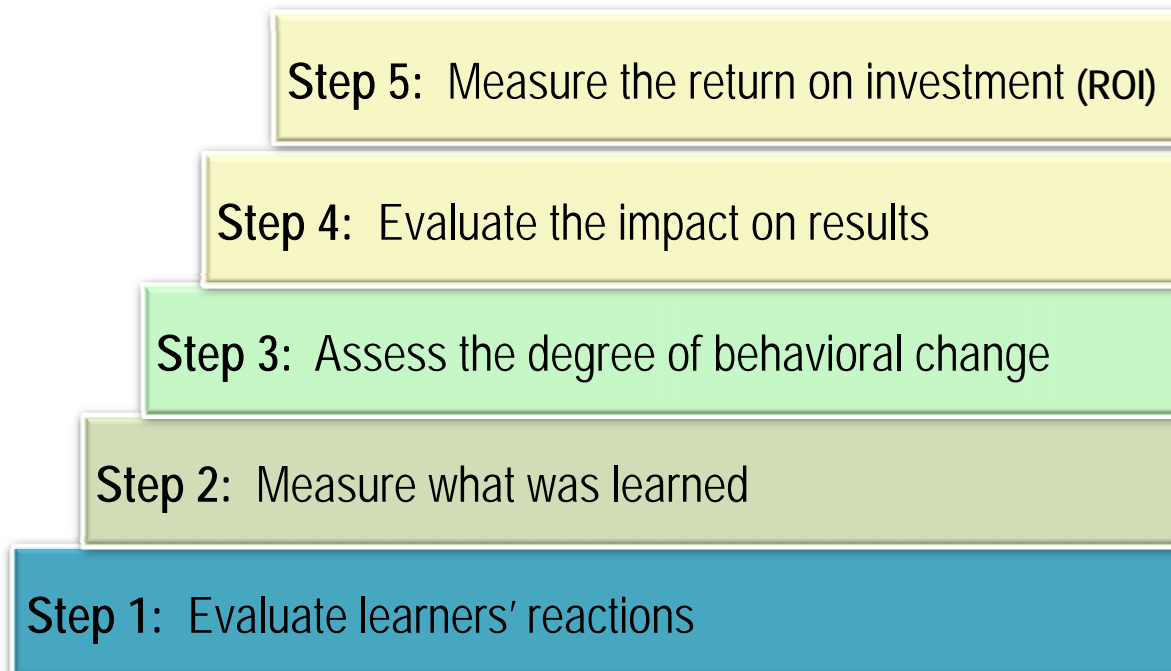 Step 5: Measure the return on investment (ROI)
Step 4: Evaluate the impact on results
Step 3: Assess the degree of behavioral change
Step 2: Measure what was learned
Step 1: Evaluate learners’ reactions